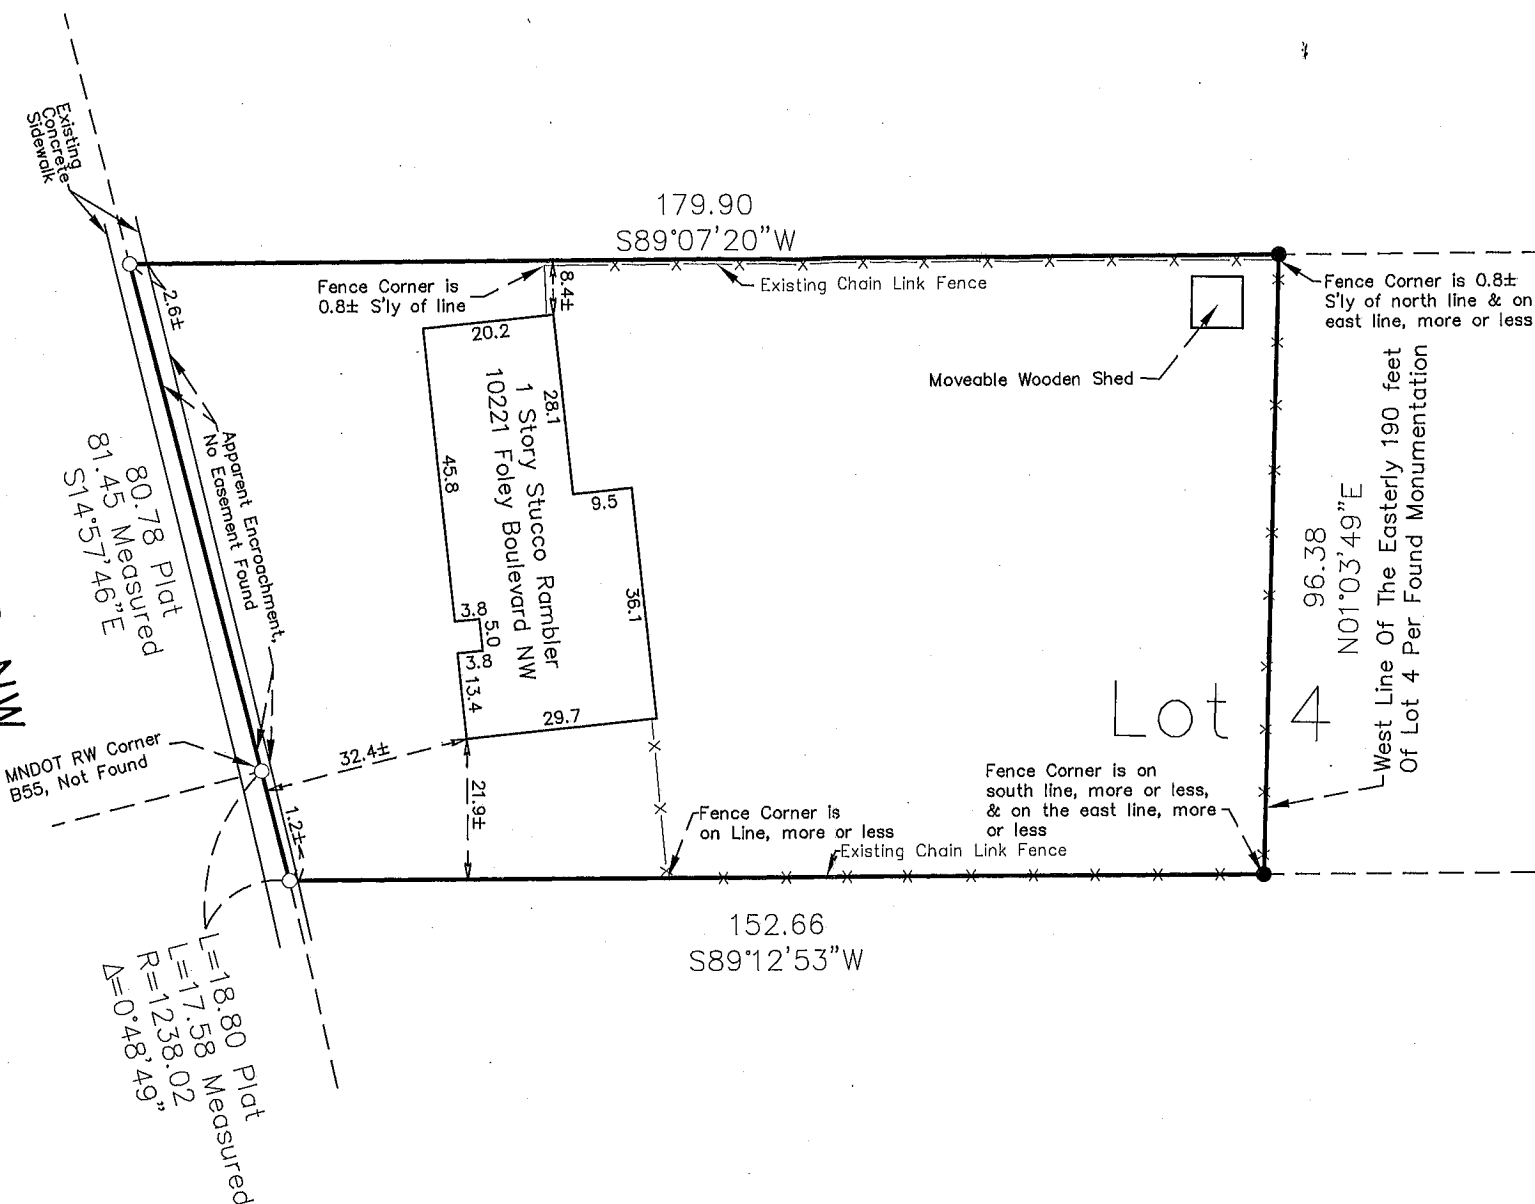 Existing
Concrete
Sidewalk
179.90
S89°07'20"W
Fence Corner is
0.8± S'ly of line
8.4±
Existing Chain Link Fence
Fence Corner is 0.8±
S'ly of north line & on
east line, more or less
2.6±
20.2
28.1
1 Story Stucco Rambler
10221 Foley Boulevard NW
Moveable Wooden Shed
45.8
9.5
36.1
3.8
5.0
3.8
13.4
29.7
Apparent Encroachment,
No Easement Found
80.78 Plat
81.45 Measured
S14°57'46"E
96.38
N01°03'49"E
West Line Of The Easterly 190 feet
Of Lot 4 Per Found Monumentation
Lot 4
NW
MNDOT RW Corner
B55, Not Found
32.4±
21.9±
1.2±
Fence Corner is
on Line, more or less
Fence Corner is on
south line, more or less,
& on the east line, more
or less
Existing Chain Link Fence
152.66
S89°12'53"W
L=18.80 Plat
L=17.58 Measured
R=1238.02
Δ=0°48'49"